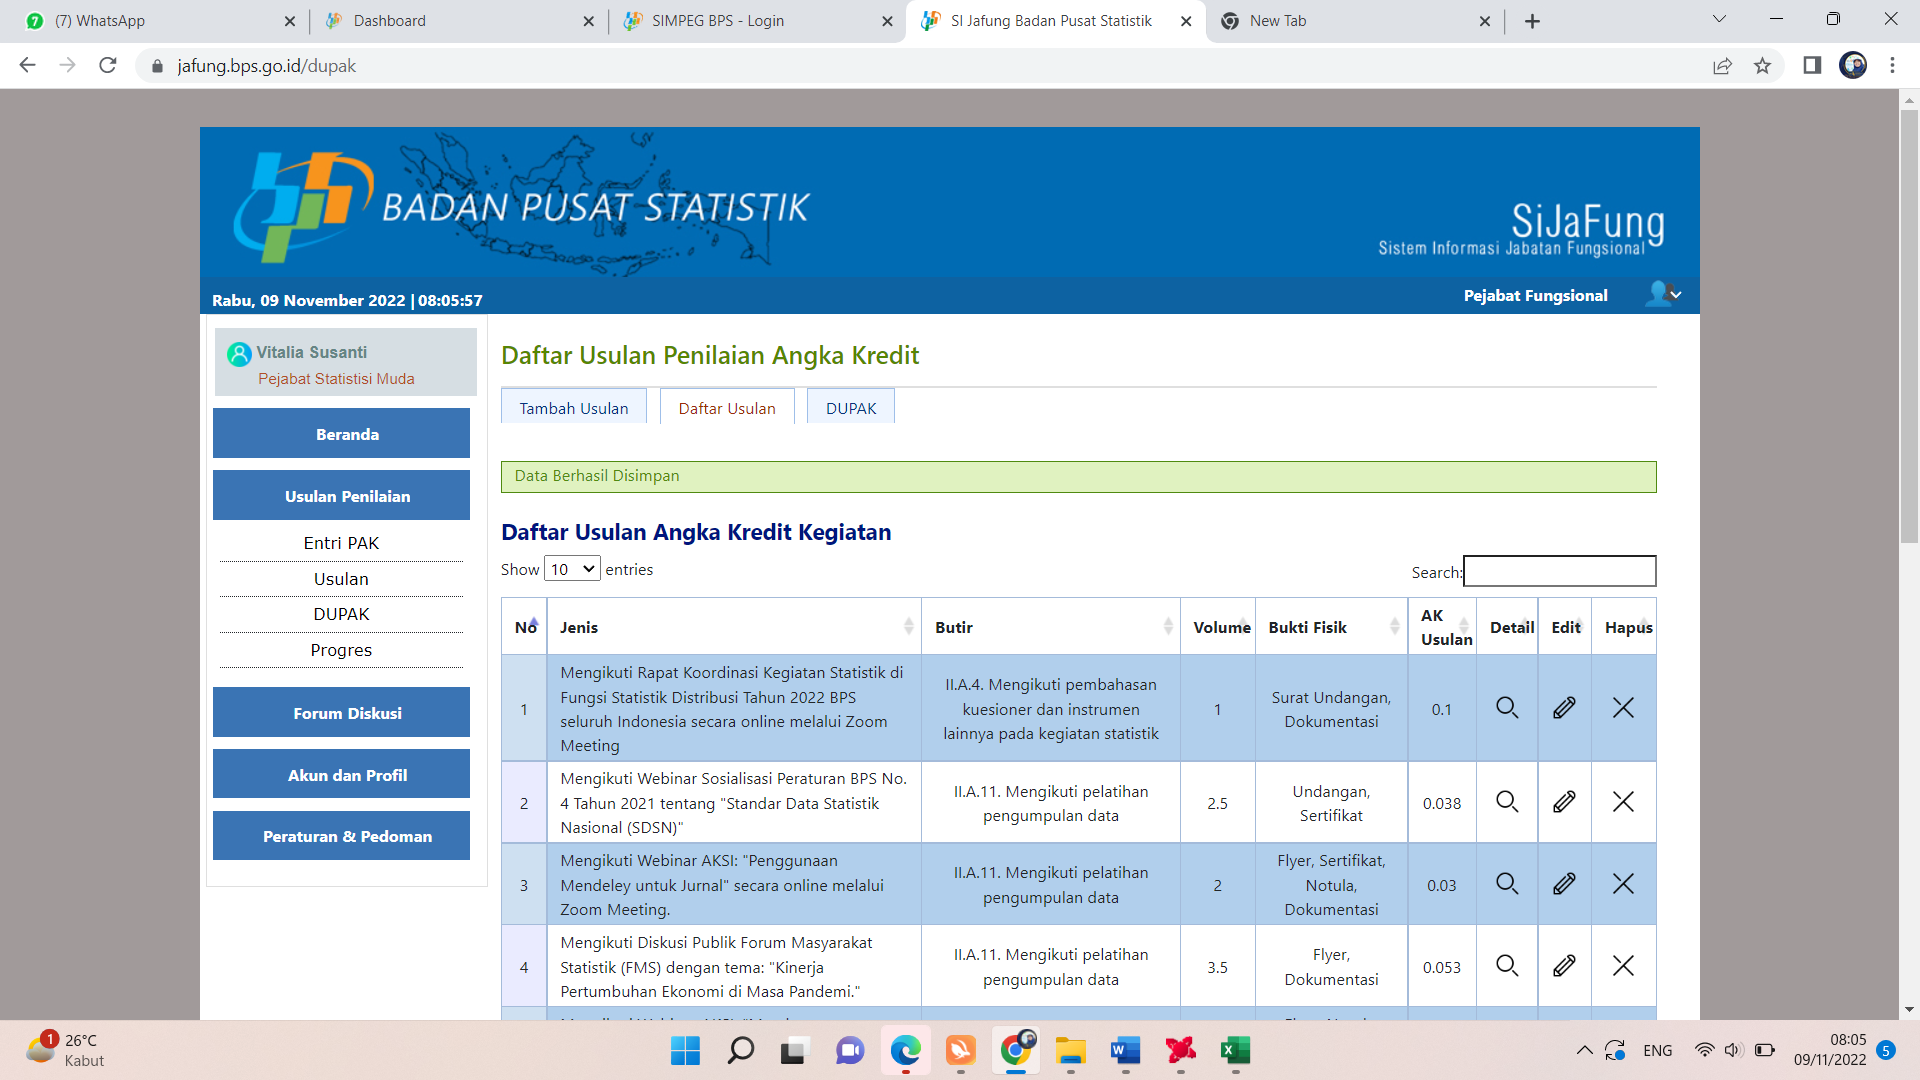 (7) WhatsApp
Dashboard
SIMPEG BPS - Login
SI Jafung Badan Pusat Statistik
New Tab
jafung.bps.go.id/dupak
BADAN PUSAT STATISTIK
SiJaFung
Sistem Informasi Jabatan Fungsional
Rabu, 09 November 2022 | 08:05:57
Pejabat Fungsional
Vitalia Susanti
Pejabat Statistisi Muda
Beranda
Usulan Penilaian
Entri PAK
Usulan
DUPAK
Progres
Forum Diskusi
Akun dan Profil
Peraturan & Pedoman
Daftar Usulan Penilaian Angka Kredit
Tambah Usulan
Daftar Usulan
DUPAK
Data Berhasil Disimpan
Daftar Usulan Angka Kredit Kegiatan
Show 10 entries
Search:
No
Jenis
Butir
Volume
Bukti Fisik
AK
Usulan
Detail
Edit
Hapus
1
Mengikuti Rapat Koordinasi Kegiatan Statistik di
Fungsi Statistik Distribusi Tahun 2022 BPS
seluruh Indonesia secara online melalui Zoom
Meeting
II.A.4. Mengikuti pembahasan
kuesioner dan instrumen
lainnya pada kegiatan statistik
1
Surat Undangan,
Dokumentasi
0.1
2
Mengikuti Webinar Sosialisasi Peraturan BPS No.
4 Tahun 2021 tentang "Standar Data Statistik
Nasional (SDSN)"
II.A.11. Mengikuti pelatihan
pengumpulan data
2.5
Undangan,
Sertifikat
0.038
3
Mengikuti Webinar AKSI: "Penggunaan
Mendeley untuk Jurnal" secara online melalui
Zoom Meeting.
II.A.11. Mengikuti pelatihan
pengumpulan data
2
Flyer, Sertifikat,
Notula,
Dokumentasi
0.03
4
Mengikuti Diskusi Publik Forum Masyarakat
Statistik (FMS) dengan tema: "Kinerja
Pertumbuhan Ekonomi di Masa Pandemi."
II.A.11. Mengikuti pelatihan
pengumpulan data
3.5
Flyer,
Dokumentasi
0.053
1
26°C
Kabut
ENG
08:05
09/11/2022
5